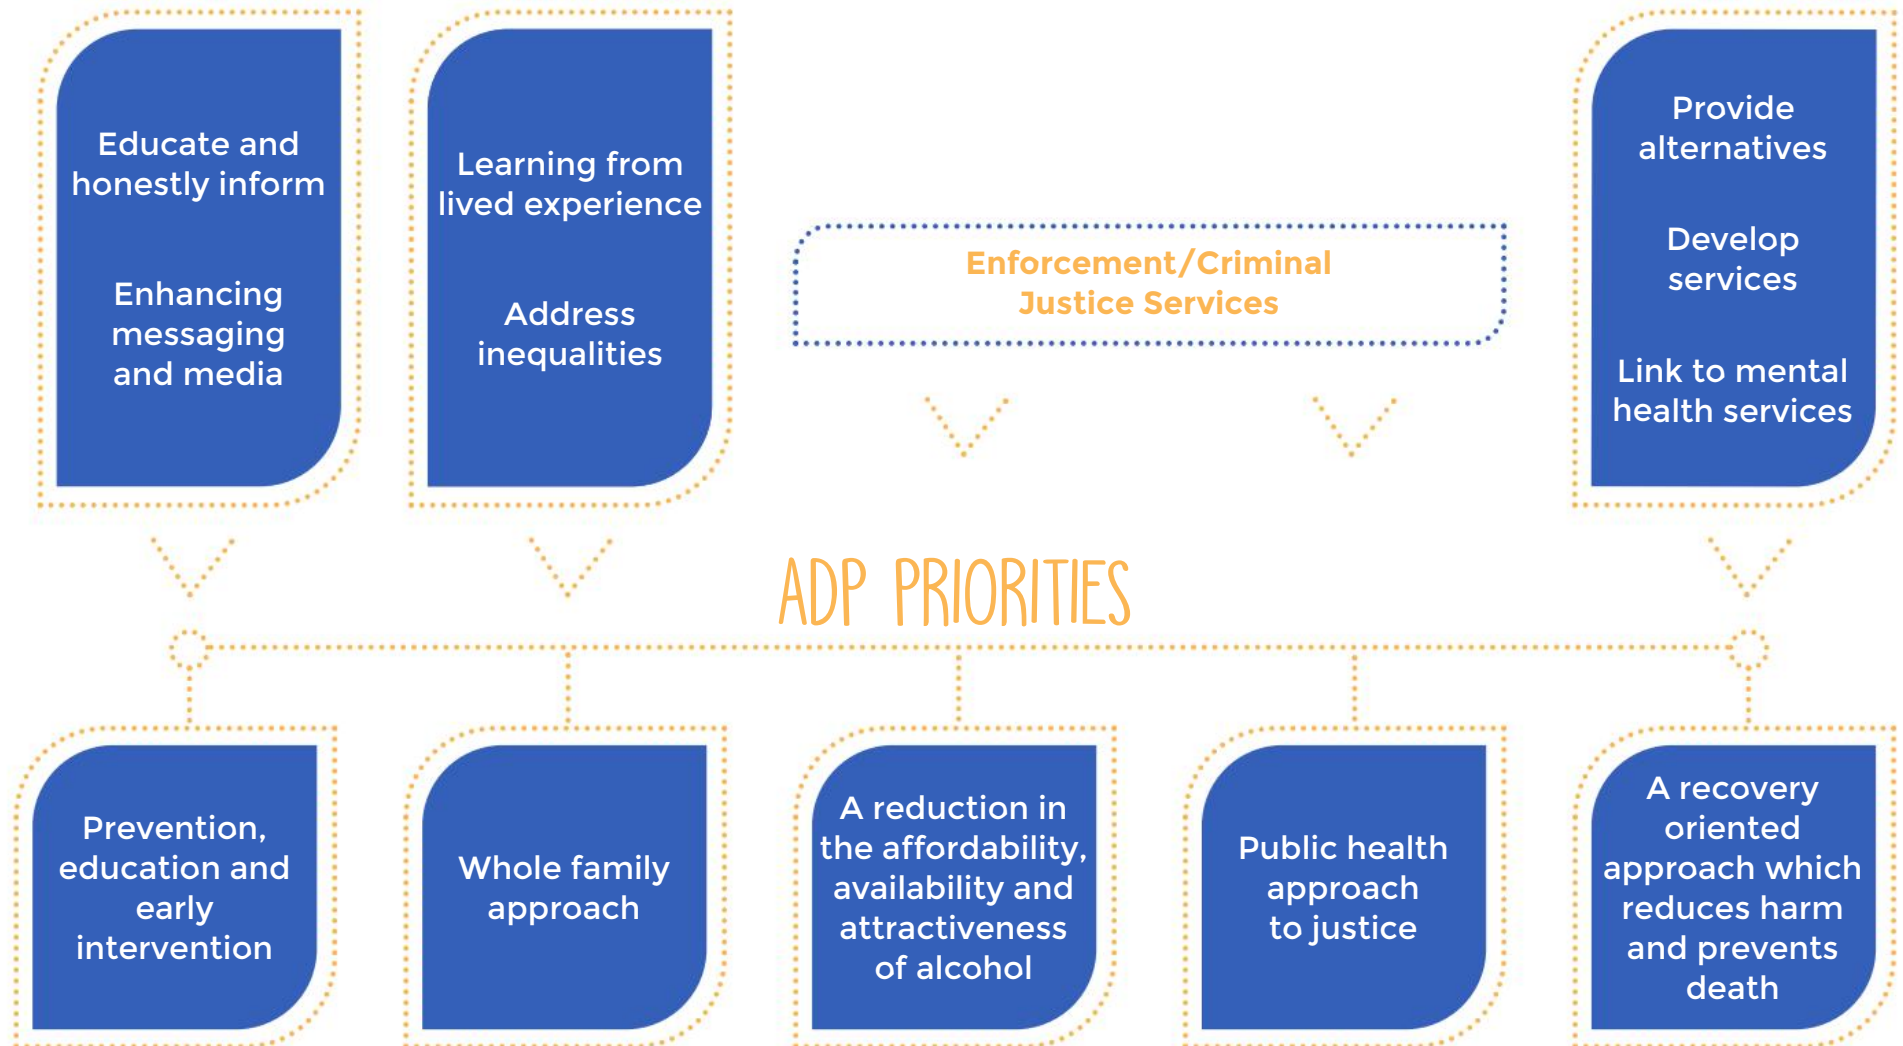 Educate and
honestly inform
Enhancing
messaging
and media
Learning from
lived experience
Address
inequalities
Enforcement/Criminal
Justice Services
Provide
alternatives
Develop
services
Link to mental
health services
ADP PRIORITIES
Prevention,
education and
early
intervention
Whole family
approach
A reduction in
the affordability,
availability and
attractiveness
of alcohol
Public health
approach
to justice
A recovery
oriented
approach which
reduces harm
and prevents
death